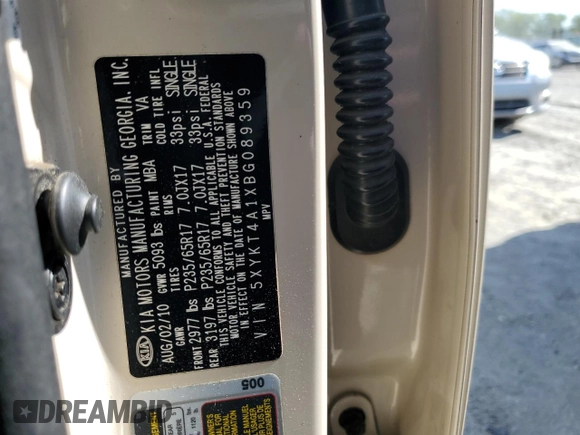 MANUFACTURED BY
KIA KIA MOTORS MANUFACTURING GEORGIA, INC.
AUG/02/10 GVWR 5093 lbs PAINT MBA TRIM VA
GAWR TIRES RIMS COLD TIRE INFL
FRONT 2977 lbs P235/65R17 7.0JX17 33psi SINGLE
REAR 3197 lbs P235/65R17 7.0JX17 33psi SINGLE
THIS VEHICLE CONFORMS TO ALL APPLICABLE U.S.A. FEDERAL
MOTOR VEHICLE SAFETY AND THEFT PREVENTION STANDARDS
IN EFFECT ON THE DATE OF MANUFACTURE SHOWN ABOVE
VIN 5XYKT4A1XBG089359
MPV
005
DREAMBID